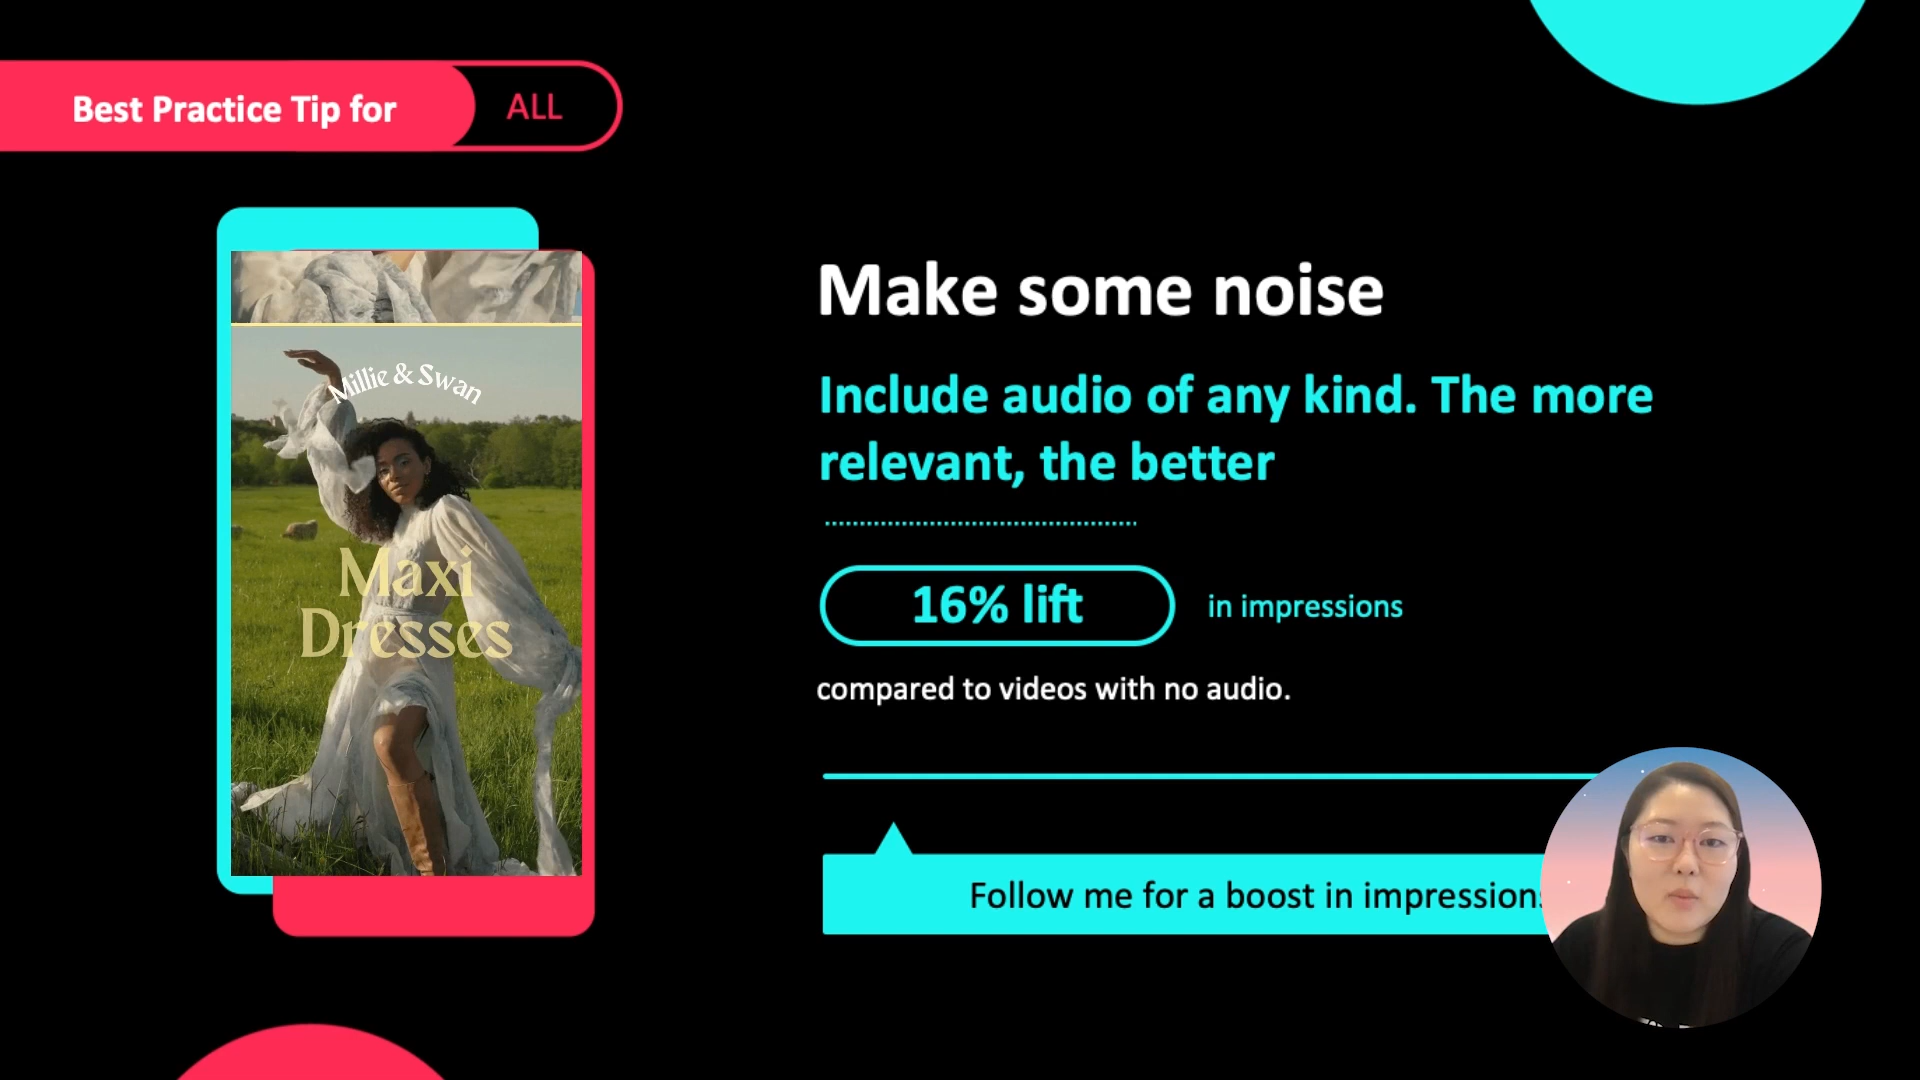 Best Practice Tip for
ALL
Millie & Swan
Maxi
Dresses
Make some noise
Include audio of any kind. The more
relevant, the better
16% lift
in impressions
compared to videos with no audio.
Follow me for a boost in impressions